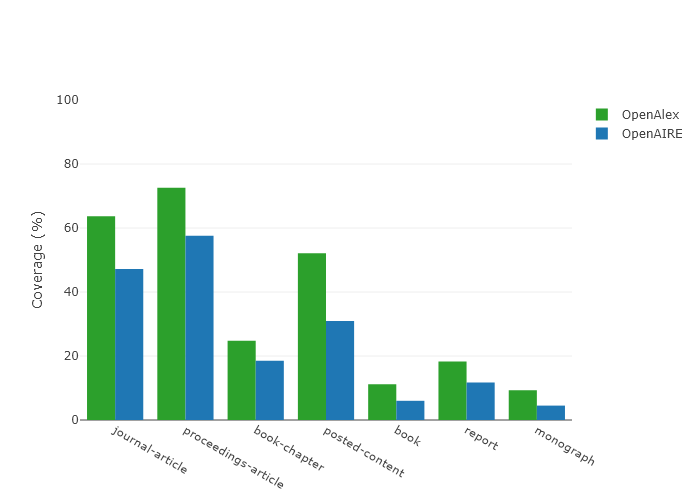 100
80
60
40
20
0
Coverage (%)
journal-article
proceedings-article
book-chapter
posted-content
book
report
monograph
OpenAlex
OpenAIRE